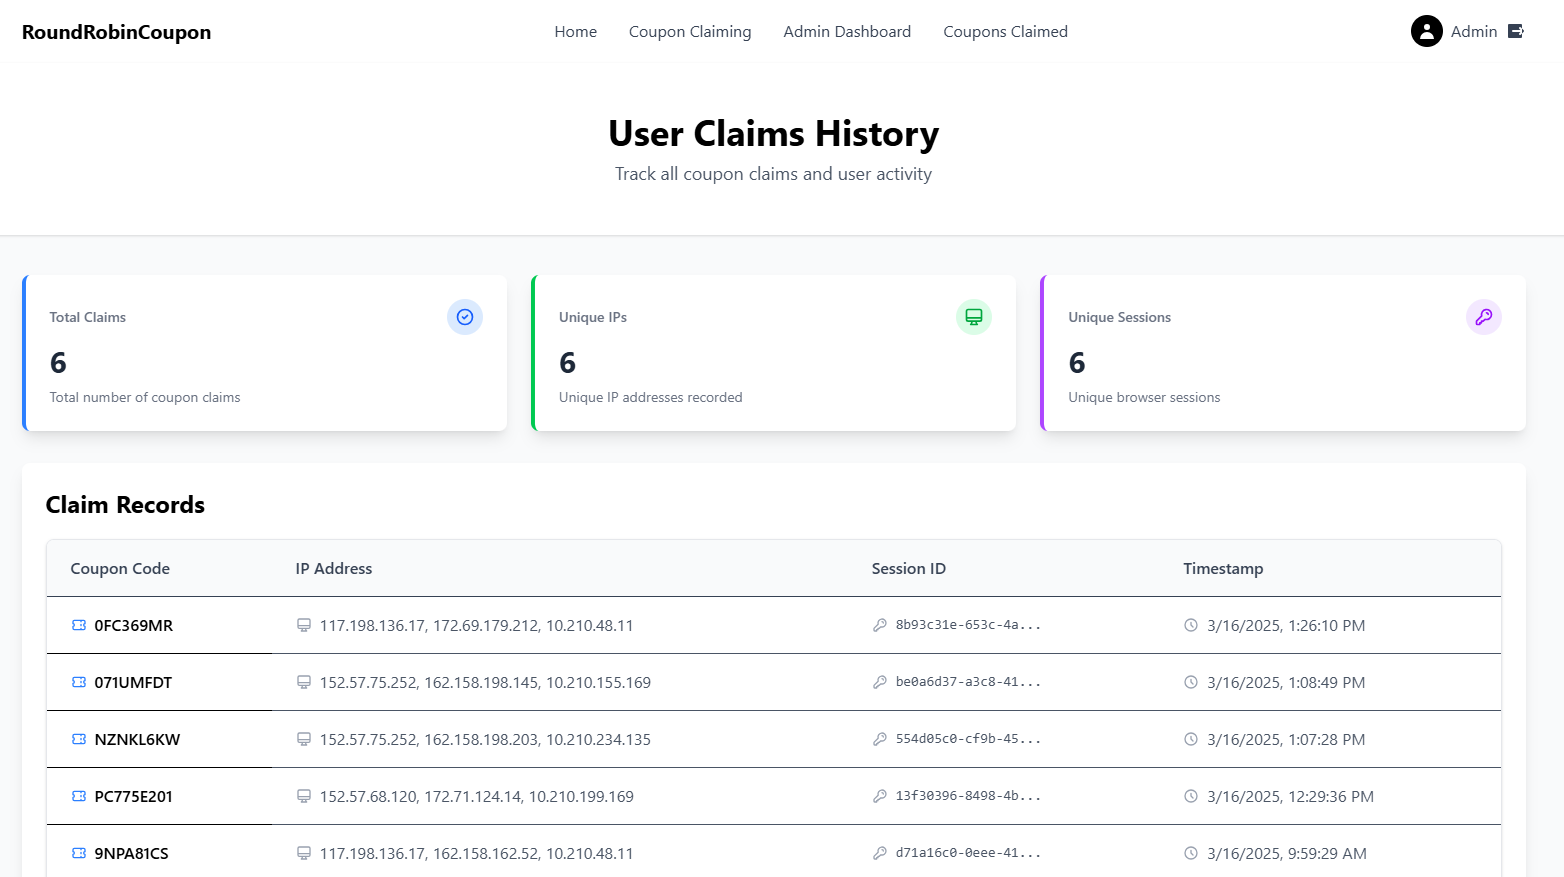 RoundRobinCoupon Home Coupon Claiming Admin Dashboard Coupons Claimed Admin
User Claims History
Track all coupon claims and user activity
Total Claims
6
Total number of coupon claims
Unique IPs
6
Unique IP addresses recorded
Unique Sessions
6
Unique browser sessions
Claim Records
Coupon Code IP Address Session ID Timestamp
0FC369MR 117.198.136.17, 172.69.179.212, 10.210.48.11 8b93c31e-653c-4a... 3/16/2025, 1:26:10 PM
071UMFDT 152.57.75.252, 162.158.198.145, 10.210.155.169 be0a6d37-a3c8-41... 3/16/2025, 1:08:49 PM
NZNKL6KW 152.57.75.252, 162.158.198.203, 10.210.234.135 554d05c0-cf9b-45... 3/16/2025, 1:07:28 PM
PC775E201 152.57.68.120, 172.71.124.14, 10.210.199.169 13f30396-8498-4b... 3/16/2025, 12:29:36 PM
9NPA81CS 117.198.136.17, 162.158.162.52, 10.210.48.11 d71a16c0-0eee-41... 3/16/2025, 9:59:29 AM